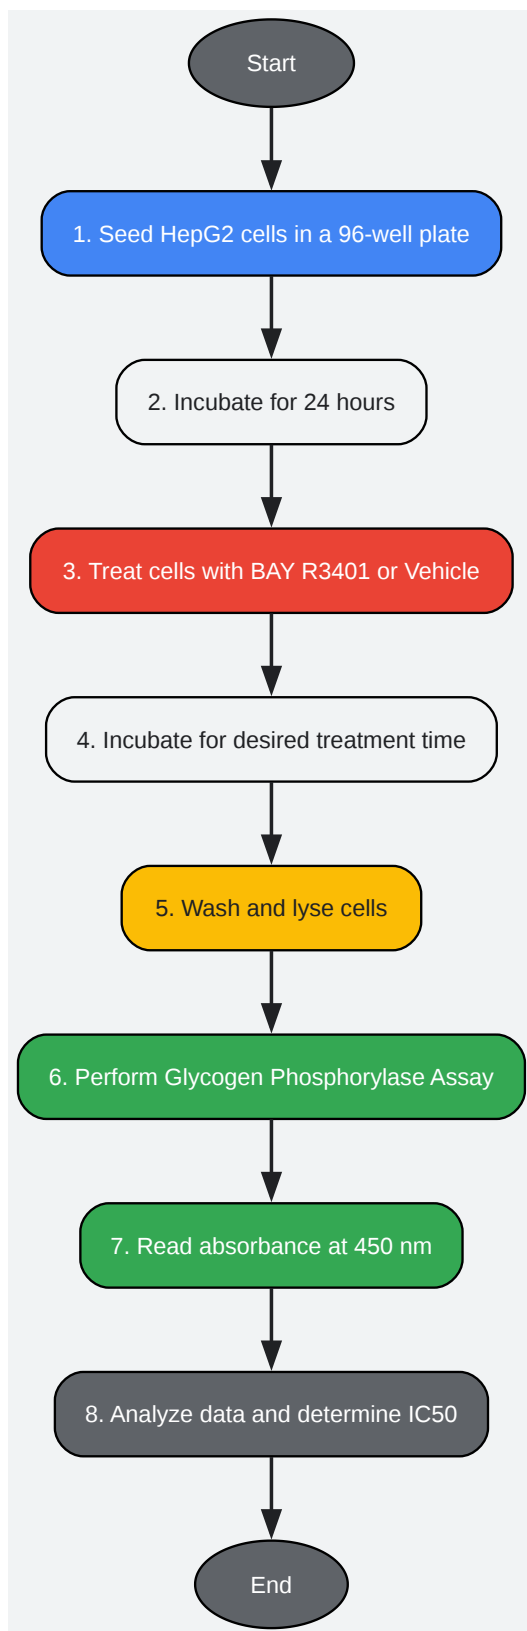 Start
1. Seed HepG2 cells in a 96-well plate
2. Incubate for 24 hours
3. Treat cells with BAY R3401 or Vehicle
4. Incubate for desired treatment time
5. Wash and lyse cells
6. Perform Glycogen Phosphorylase Assay
7. Read absorbance at 450 nm
8. Analyze data and determine IC50
End